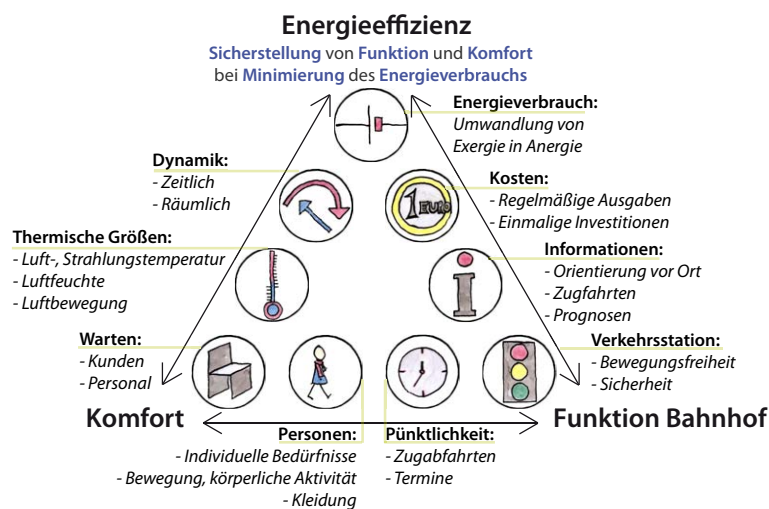 Energieeffizienz
Sicherstellung von Funktion und Komfort
bei Minimierung des Energieverbrauchs
Energieverbrauch:
Umwandlung von
Exergie in Anergie
Dynamik:
- Zeitlich
- Räumlich
Kosten:
- Regelmäßige Ausgaben
- Einmalige Investitionen
1 EURO
Thermische Größen:
- Luft-, Strahlungstemperatur
- Luftfeuchte
- Luftbewegung
Informationen:
- Orientierung vor Ort
- Zugfahrten
- Prognosen
i
Warten:
- Kunden
- Personal
Verkehrsstation:
- Bewegungsfreiheit
- Sicherheit
Komfort
Funktion Bahnhof
Personen:
- Individuelle Bedürfnisse
- Bewegung, körperliche Aktivität
- Kleidung
Pünktlichkeit:
- Zugabfahrten
- Termine